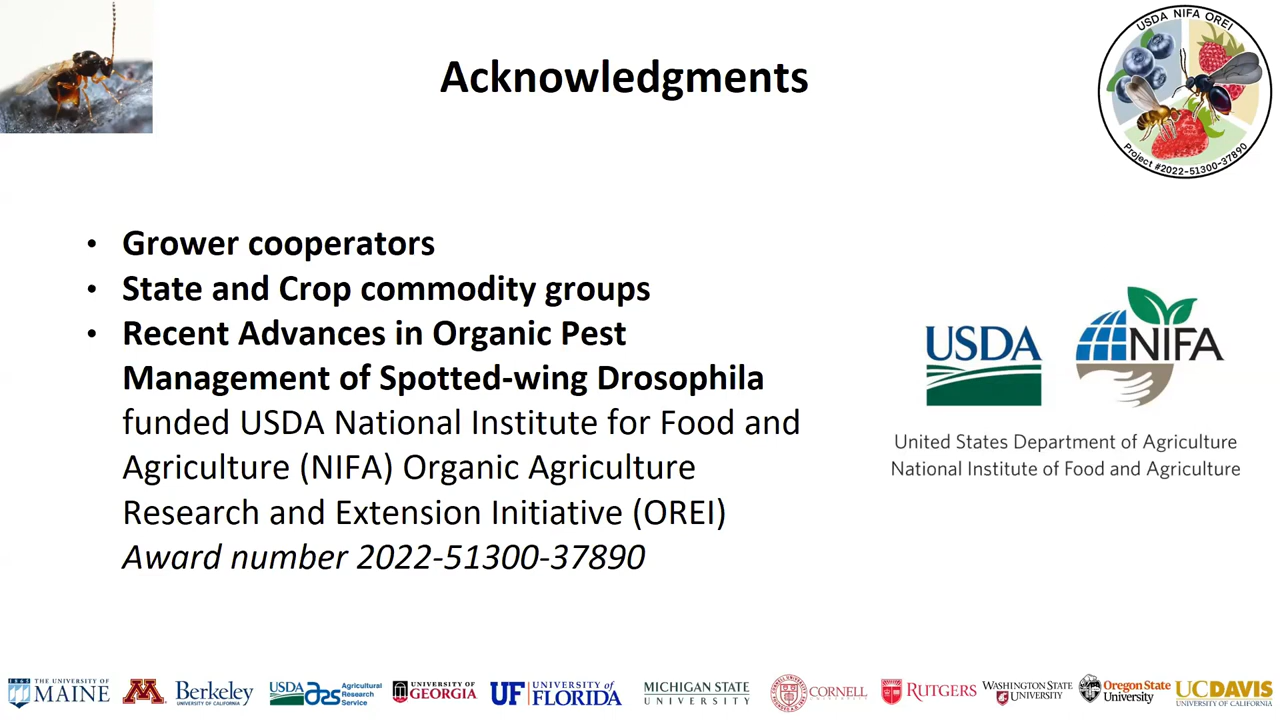 Acknowledgments
USDA NIFA OREI
Project #2022-51300-37890
• Grower cooperators
• State and Crop commodity groups
• Recent Advances in Organic Pest
Management of Spotted-wing Drosophila
funded USDA National Institute for Food and
Agriculture (NIFA) Organic Agriculture
Research and Extension Initiative (OREI)
Award number 2022-51300-37890
USDA
NIFA
United States Department of Agriculture
National Institute of Food and Agriculture
THE UNIVERSITY OF
MAINE
M
Berkeley
UNIVERSITY OF CALIFORNIA
USDA ars Agricultural
Research
Service
UNIVERSITY OF
GEORGIA
UF UNIVERSITY of
FLORIDA
MICHIGAN STATE
UNIVERSITY
CORNELL
RUTGERS
WASHINGTON STATE
UNIVERSITY
Oregon State
University
UCDAVIS
UNIVERSITY OF CALIFORNIA